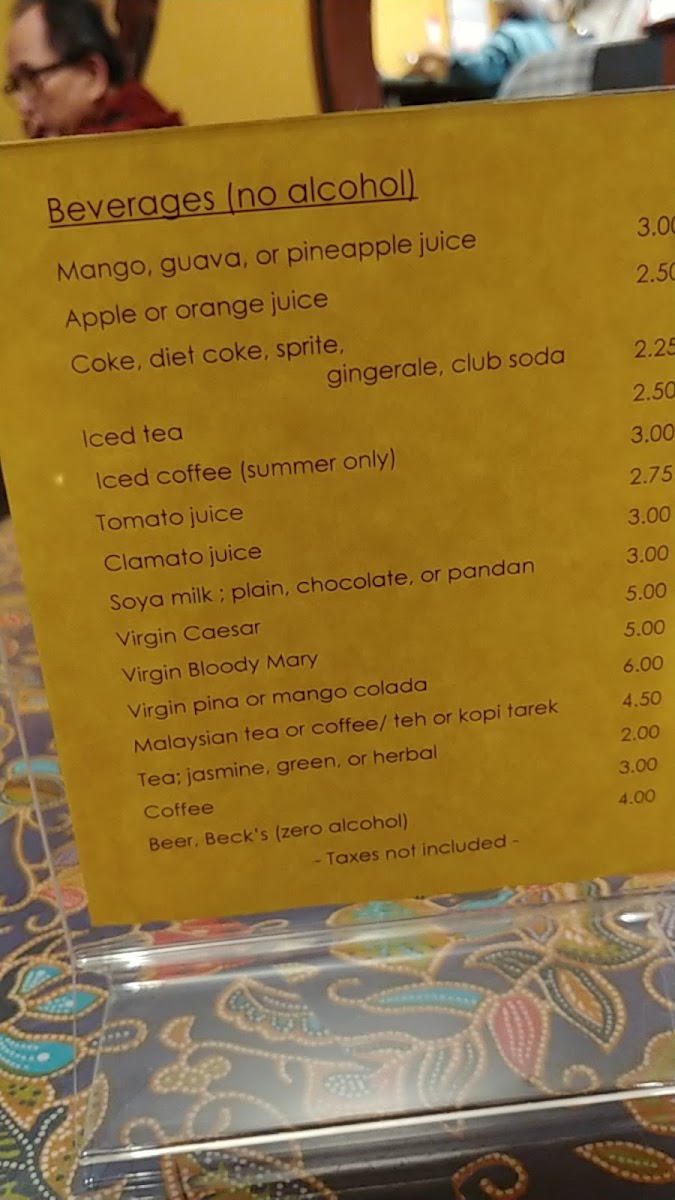 Beverages (no alcohol)
Mango, guava, or pineapple juice 3.00
Apple or orange juice 2.50
Coke, diet coke, sprite,
gingerale, club soda 2.25
Iced tea 2.50
Iced coffee (summer only) 3.00
Tomato juice 2.75
Clamato juice 3.00
Soya milk ; plain, chocolate, or pandan 3.00
Virgin Caesar 5.00
Virgin Bloody Mary 5.00
Virgin pina or mango colada 6.00
Malaysian tea or coffee/ teh or kopi tarek 4.50
Tea; jasmine, green, or herbal 2.00
Coffee 3.00
Beer, Beck's (zero alcohol) 4.00
- Taxes not included -